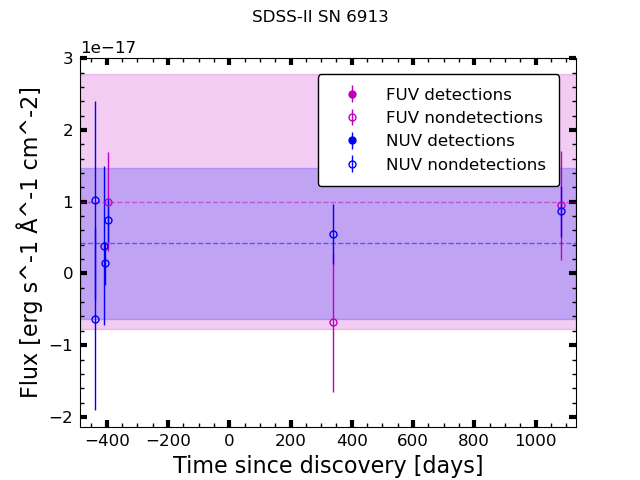 SDSS-II SN 6913
1e−17
FUV detections
FUV nondetections
NUV detections
NUV nondetections
3
2
1
0
−1
−2
Flux [erg s^-1 Å^-1 cm^-2]
−400 −200 0 200 400 600 800 1000
Time since discovery [days]